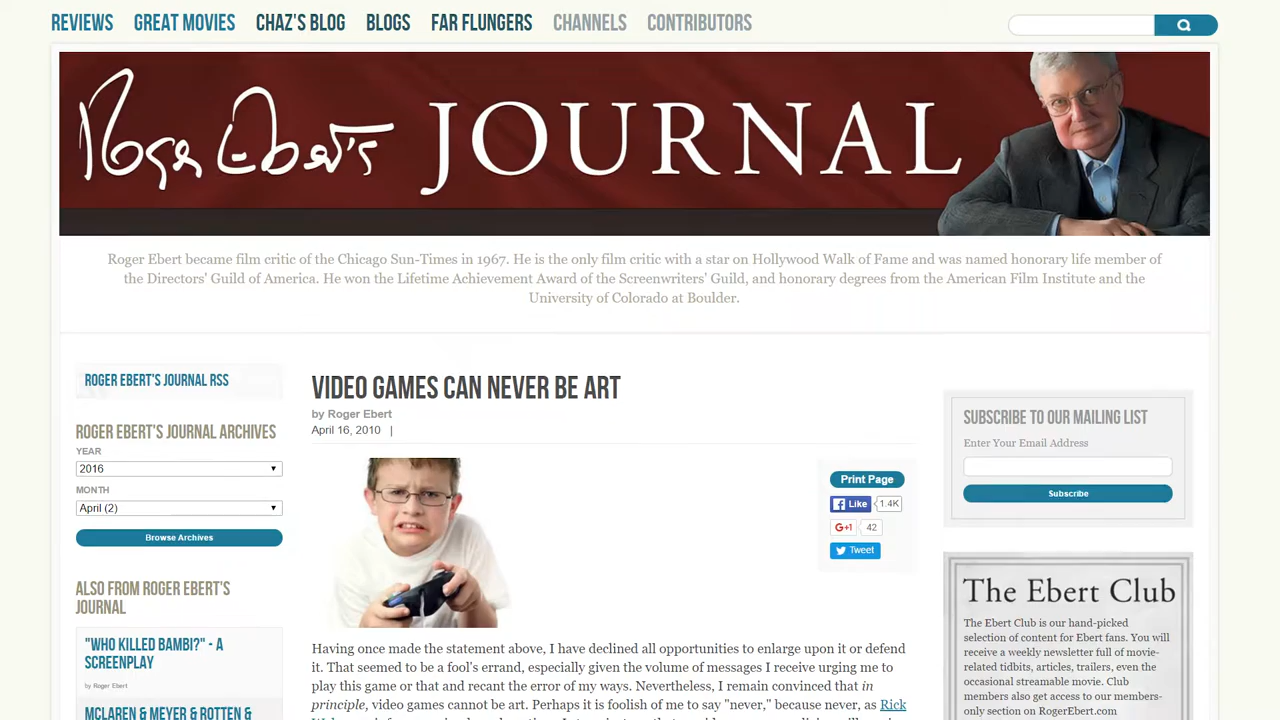 REVIEWS GREAT MOVIES CHAZ'S BLOG BLOGS FAR FLUNGERS CHANNELS CONTRIBUTORS
Roger Ebert's JOURNAL
Roger Ebert became film critic of the Chicago Sun-Times in 1967. He is the only film critic with a star on Hollywood Walk of Fame and was named honorary life member of
the Directors' Guild of America. He won the Lifetime Achievement Award of the Screenwriters' Guild, and honorary degrees from the American Film Institute and the
University of Colorado at Boulder.
ROGER EBERT'S JOURNAL RSS
ROGER EBERT'S JOURNAL ARCHIVES
YEAR
2016
MONTH
April (2)
Browse Archives
ALSO FROM ROGER EBERT'S
JOURNAL
"WHO KILLED BAMBI?" - A
SCREENPLAY
by Roger Ebert
MCLAREN & MEYER & ROTTEN &
VIDEO GAMES CAN NEVER BE ART
by Roger Ebert
April 16, 2010 |
Print Page
Like 1.4K
G+1 42
Tweet
Having once made the statement above, I have declined all opportunities to enlarge upon it or defend
it. That seemed to be a fool's errand, especially given the volume of messages I receive urging me to
play this game or that and recant the error of my ways. Nevertheless, I remain convinced that in
principle, video games cannot be art. Perhaps it is foolish of me to say "never," because never, as Rick
SUBSCRIBE TO OUR MAILING LIST
Enter Your Email Address
Subscribe
The Ebert Club
The Ebert Club is our hand-picked
selection of content for Ebert fans. You will
receive a weekly newsletter full of movie-
related tidbits, articles, trailers, even the
occasional streamable movie. Club
members also get access to our members-
only section on RogerEbert.com